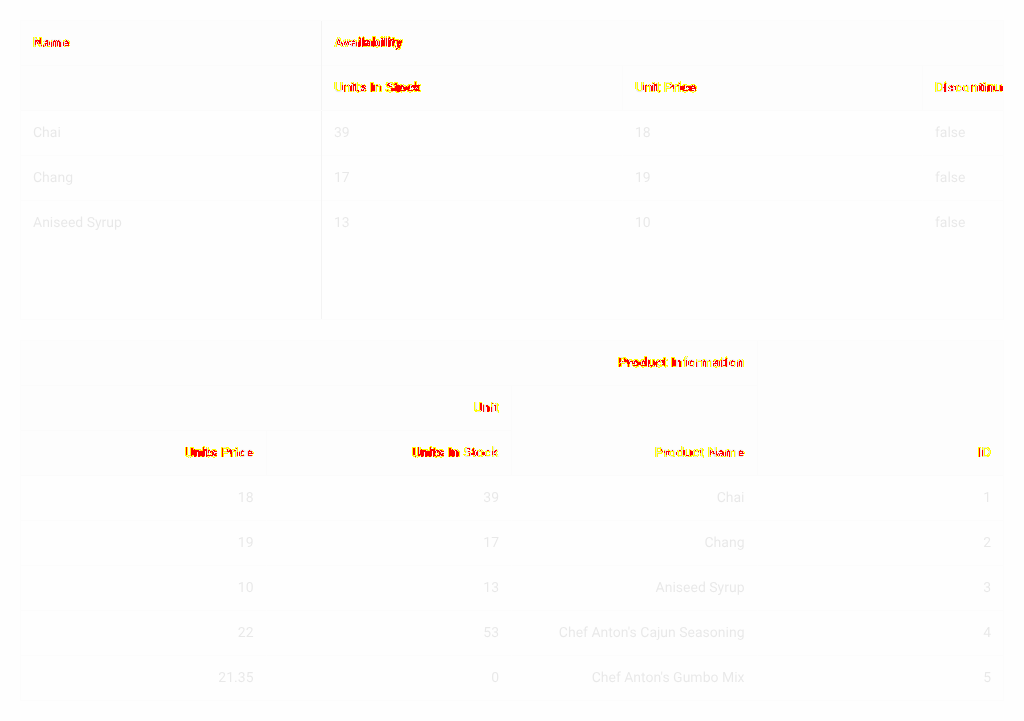 Name Availability
Units In Stock Unit Price Discontinu
Chai 39 18 false
Chang 17 19 false
Aniseed Syrup 13 10 false
Product Information
Unit
Units Price Units In Stock Product Name ID
18 39 Chai 1
19 17 Chang 2
10 13 Aniseed Syrup 3
22 53 Chef Anton's Cajun Seasoning 4
21.35 0 Chef Anton's Gumbo Mix 5